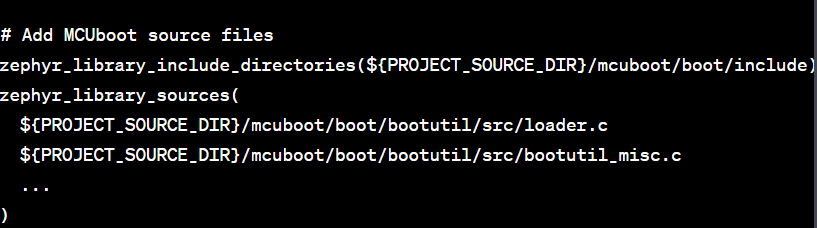 # Add MCUboot source files
zephyr_library_include_directories(${PROJECT_SOURCE_DIR}/mcuboot/boot/include)
zephyr_library_sources(
  ${PROJECT_SOURCE_DIR}/mcuboot/boot/bootutil/src/loader.c
  ${PROJECT_SOURCE_DIR}/mcuboot/boot/bootutil/src/bootutil_misc.c
  ...
)